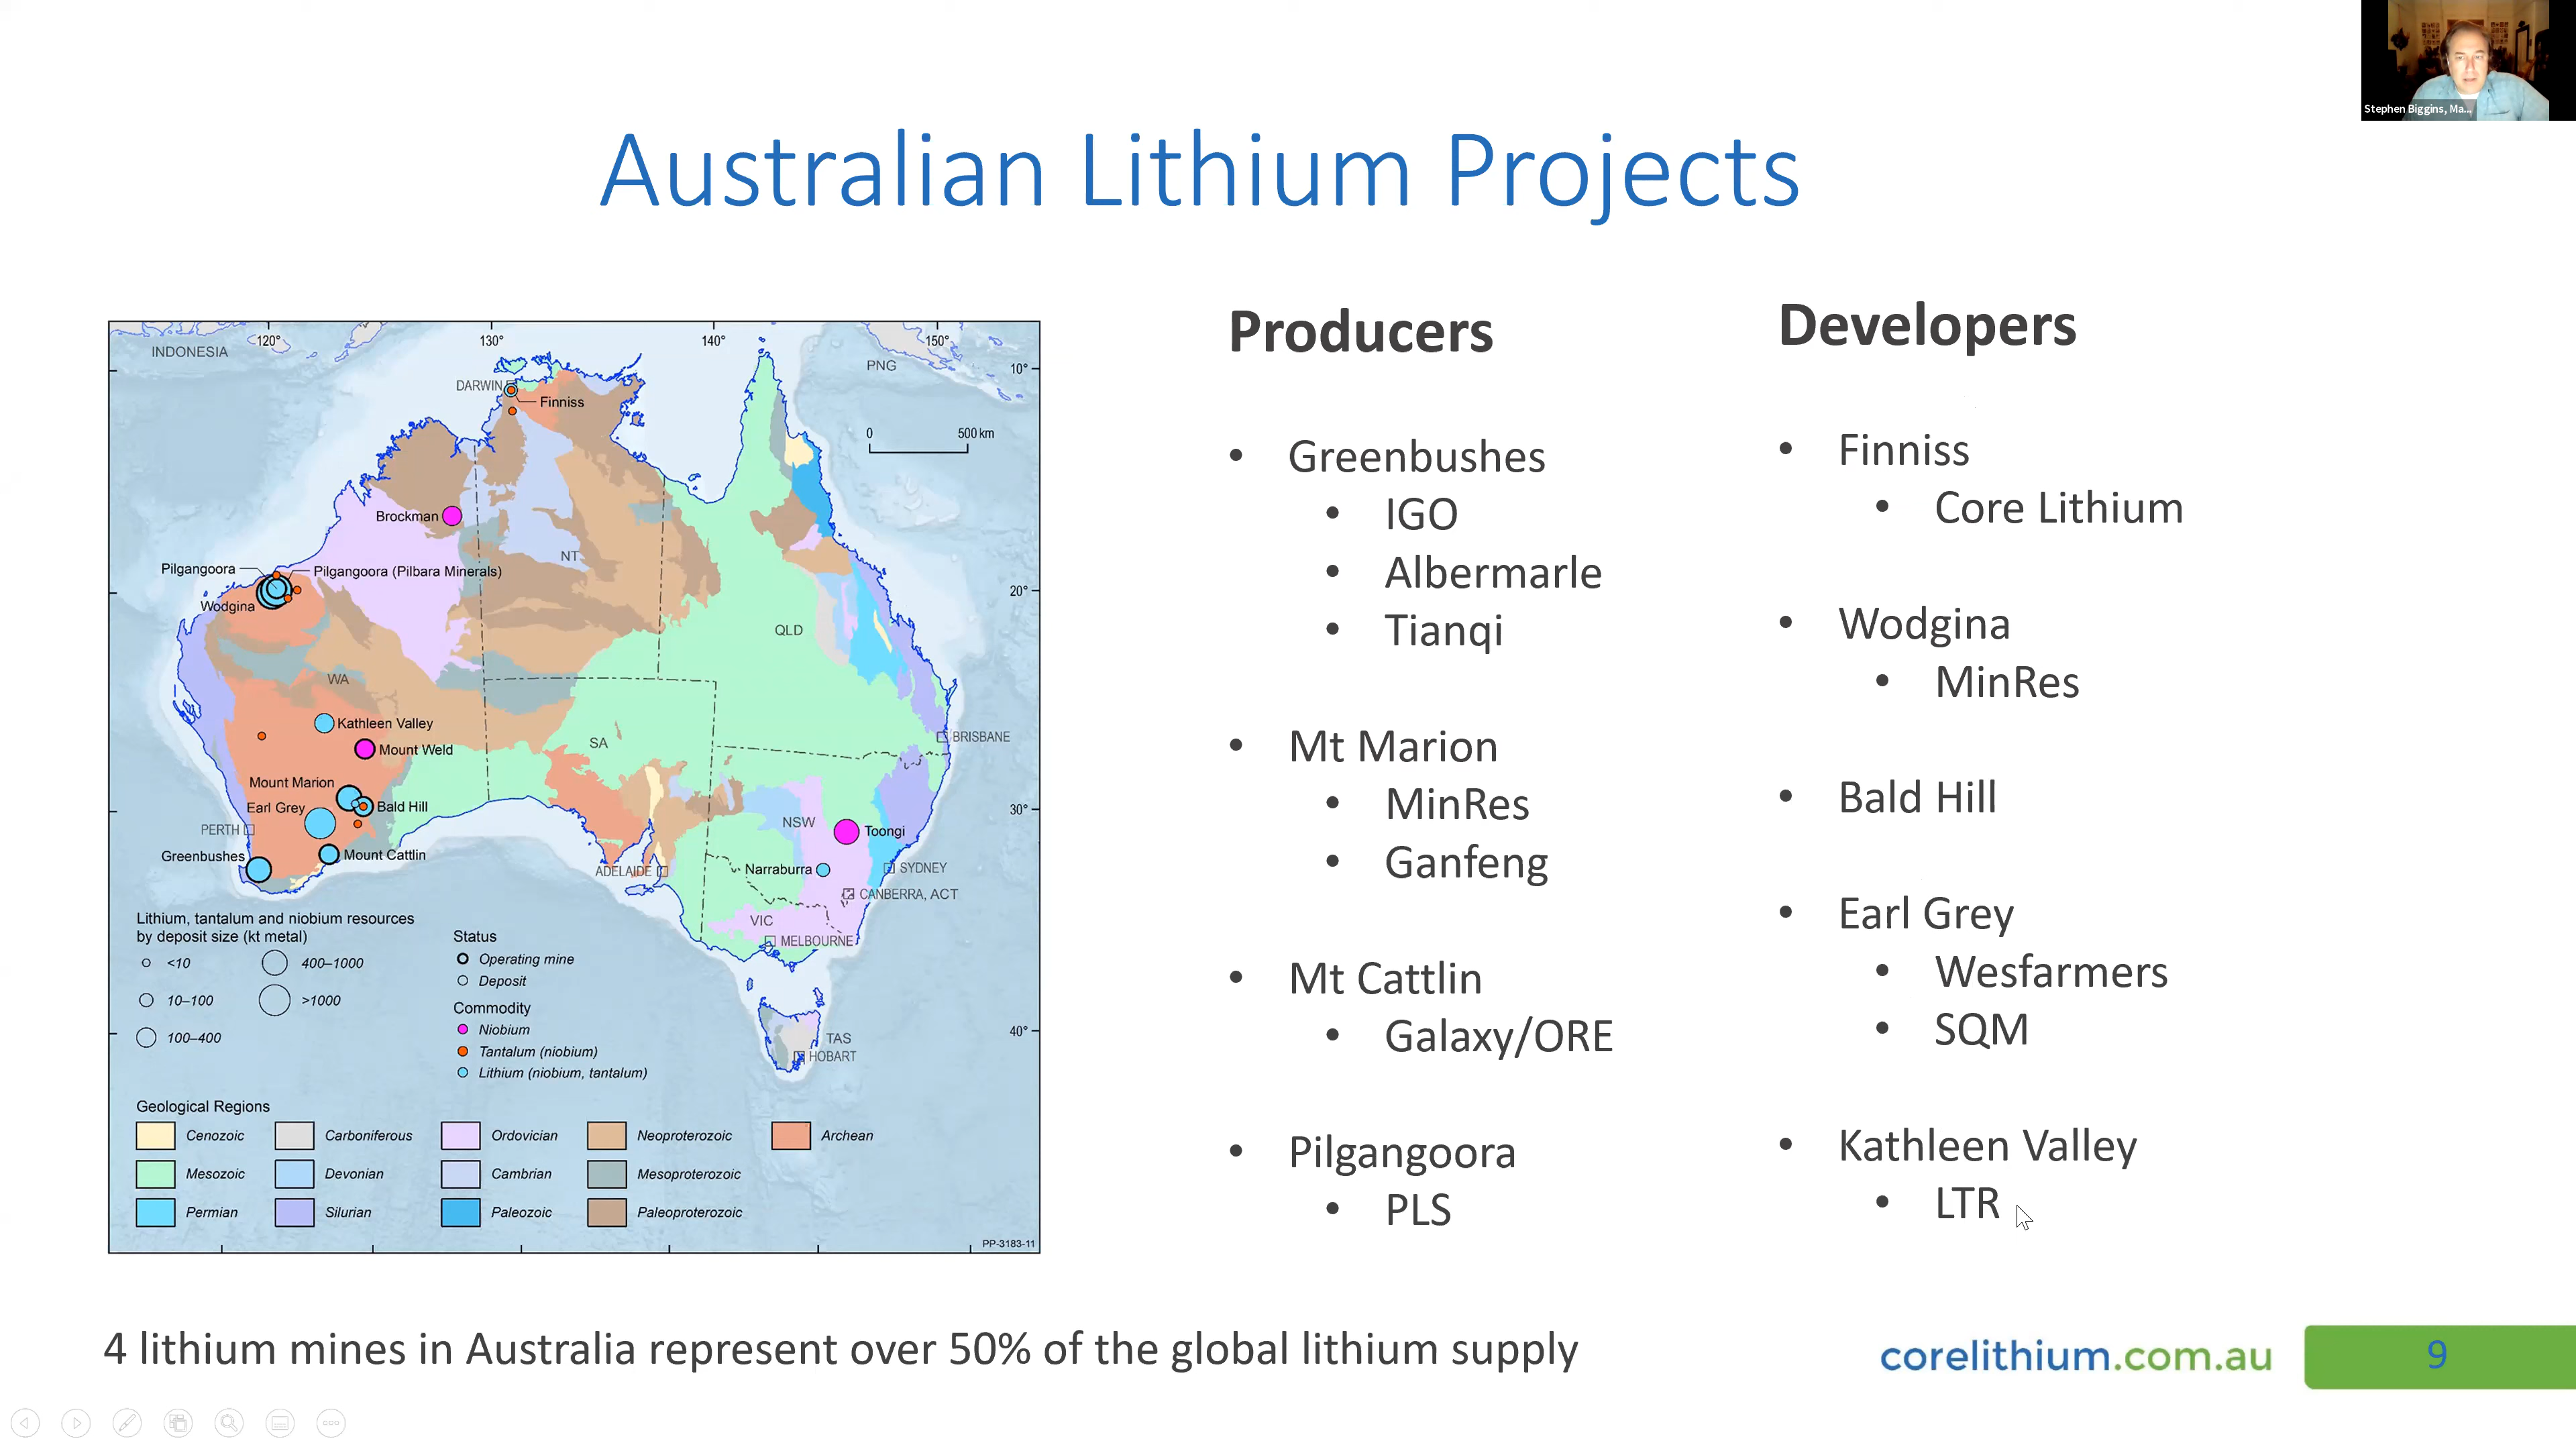 Stephen Biggins, Ma...
Australian Lithium Projects
INDONESIA
120°
130°
140°
150°
PNG
10°
DARWIN
Finniss
0 500 km
Brockman
NT
Pilgangoora
Pilgangoora (Pilbara Minerals)
Wodgina
20°
QLD
WA
Kathleen Valley
Mount Weld
SA
BRISBANE
Mount Marion
Earl Grey
Bald Hill
30°
PERTH
NSW
Toongi
Greenbushes
Mount Cattlin
ADELAIDE
Narraburra
SYDNEY
CANBERRA, ACT
VIC
MELBOURNE
40°
TAS
HOBART
Lithium, tantalum and niobium resources
by deposit size (kt metal)
<10
400–1000
10–100
>1000
100–400
Status
Operating mine
Deposit
Commodity
Niobium
Tantalum (niobium)
Lithium (niobium, tantalum)
Geological Regions
Cenozoic
Carboniferous
Ordovician
Neoproterozoic
Archean
Mesozoic
Devonian
Cambrian
Mesoproterozoic
Permian
Silurian
Paleozoic
Paleoproterozoic
PP-3183-11
Producers
• Greenbushes
• IGO
• Albermarle
• Tianqi
• Mt Marion
• MinRes
• Ganfeng
• Mt Cattlin
• Galaxy/ORE
• Pilgangoora
• PLS
Developers
• Finniss
• Core Lithium
• Wodgina
• MinRes
• Bald Hill
• Earl Grey
• Wesfarmers
• SQM
• Kathleen Valley
• LTR
4 lithium mines in Australia represent over 50% of the global lithium supply
corelithium.com.au
9